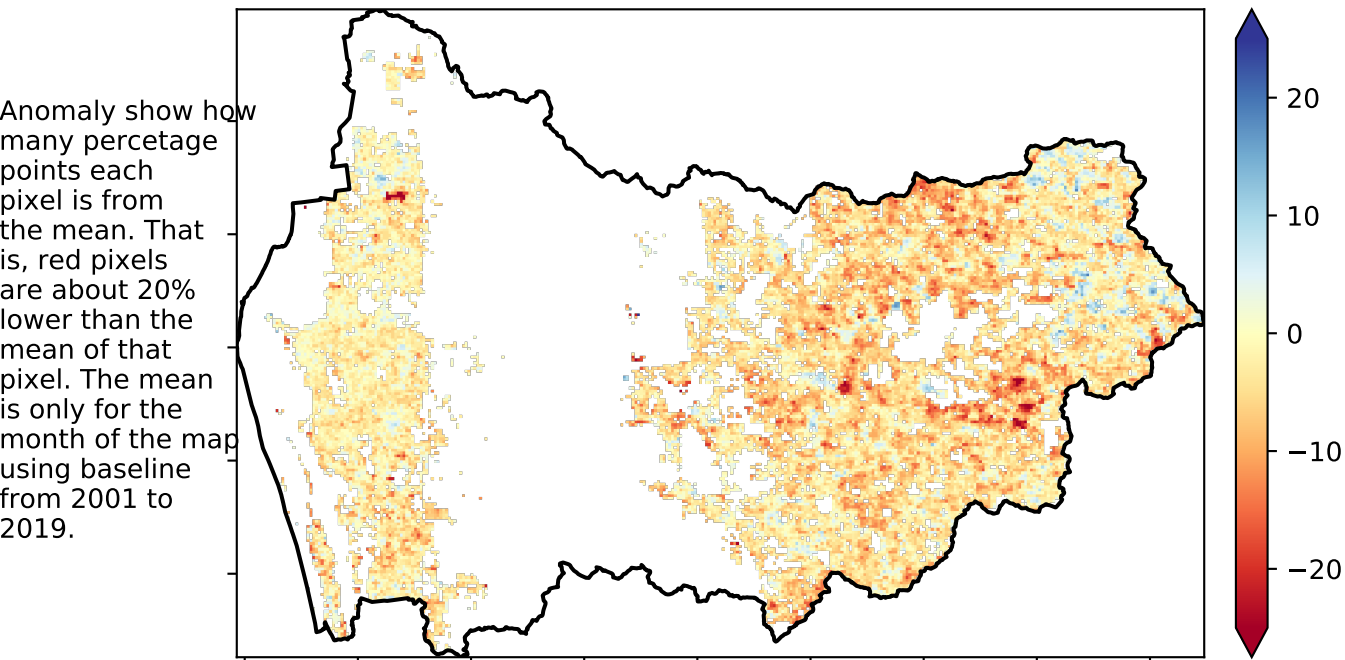 Anomaly show how
many percetage
points each
pixel is from
the mean. That
is, red pixels
are about 20%
lower than the
mean of that
pixel. The mean
is only for the
month of the map
using baseline
from 2001 to
2019.
20
10
0
−10
−20